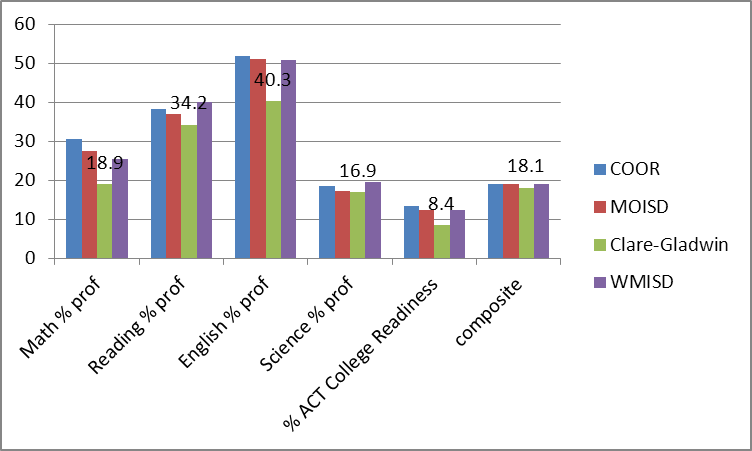 60
50
40
30
20
10
0
18.9
34.2
40.3
16.9
8.4
18.1
Math % prof
Reading % prof
English % prof
Science % prof
% ACT College Readiness
composite
COOR
MOISD
Clare-Gladwin
WMISD